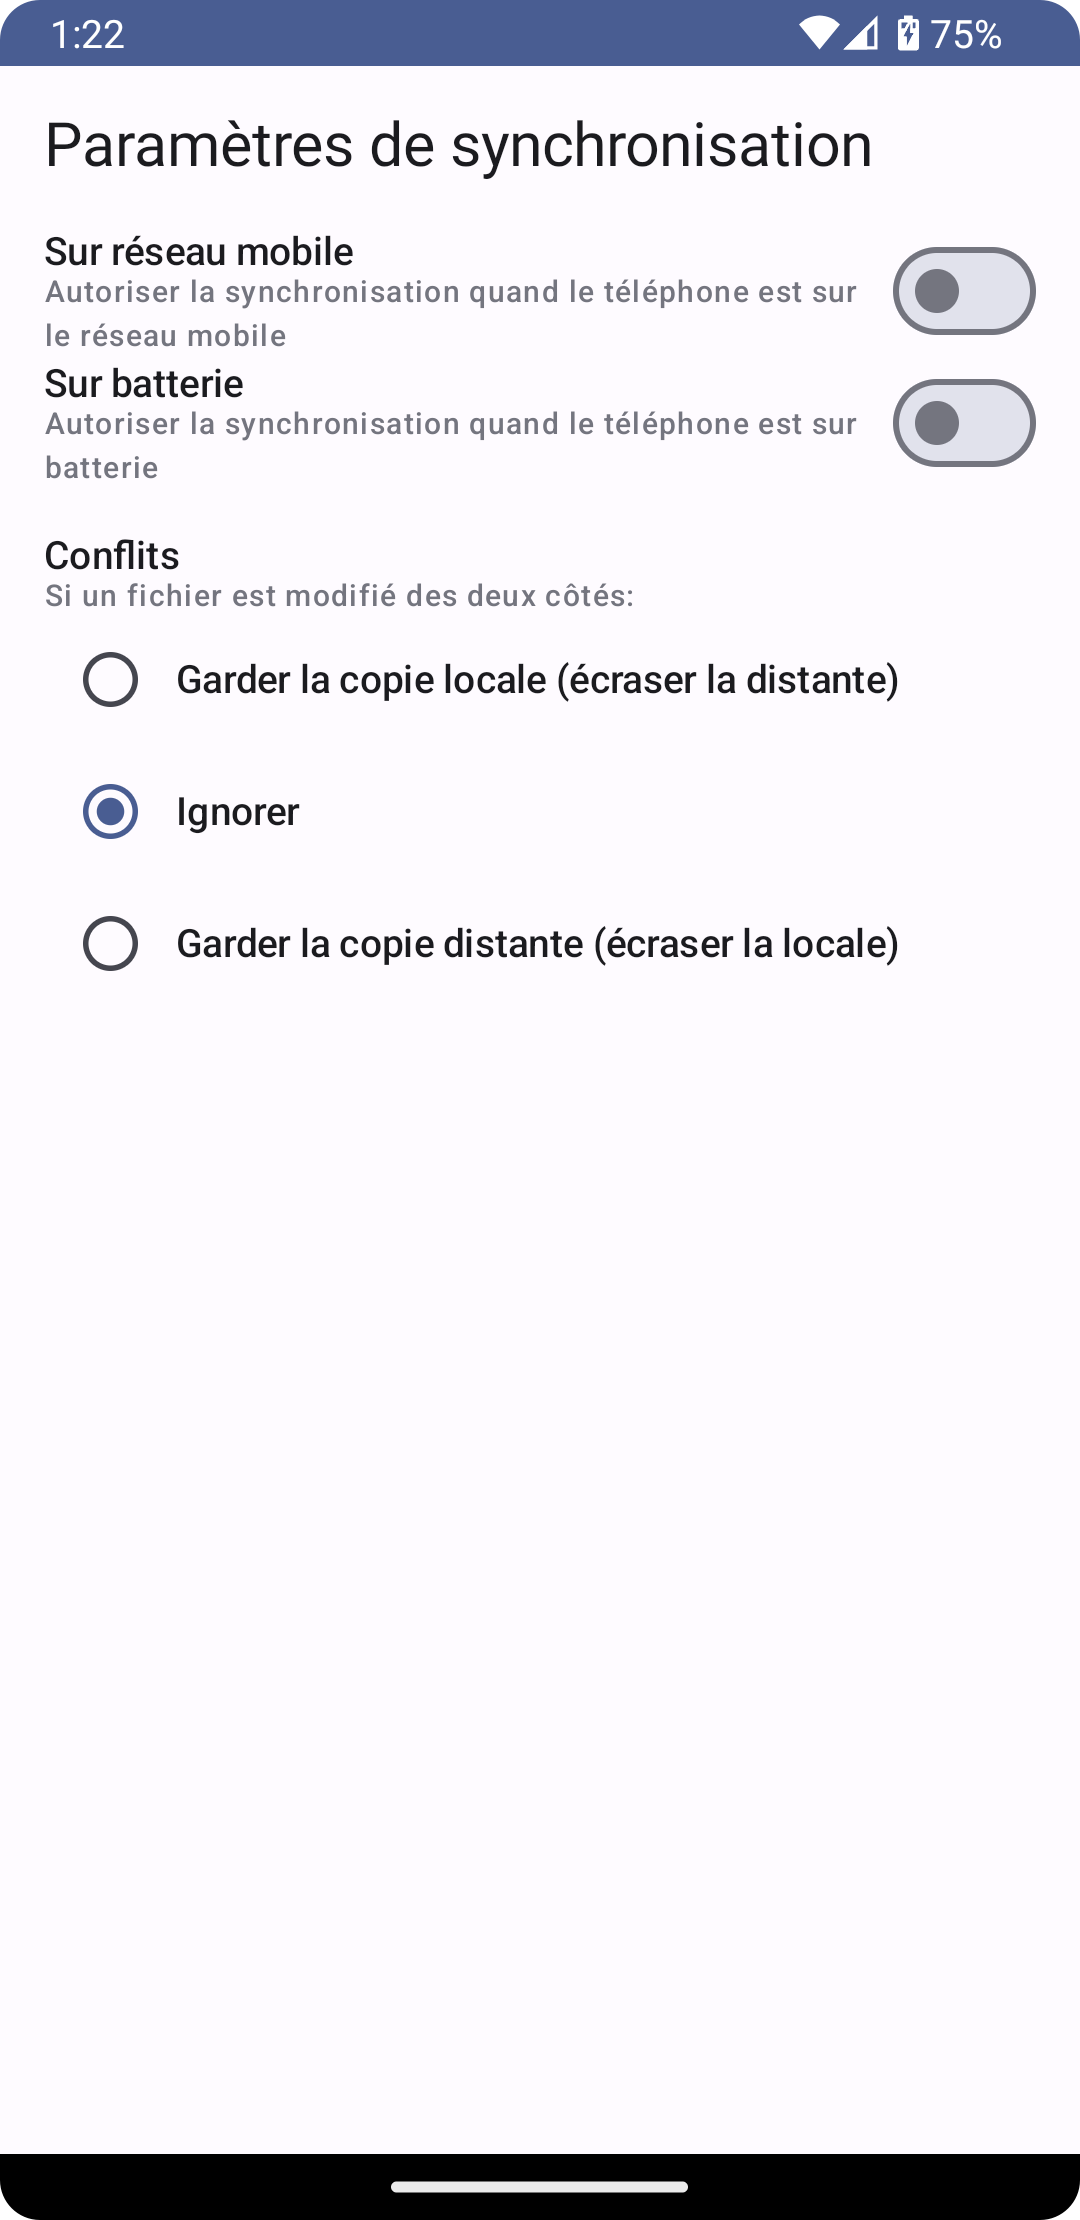 1:22
75%
Paramètres de synchronisation
Sur réseau mobile
Autoriser la synchronisation quand le téléphone est sur
le réseau mobile
Sur batterie
Autoriser la synchronisation quand le téléphone est sur
batterie
Conflits
Si un fichier est modifié des deux côtés:
Garder la copie locale (écraser la distante)
Ignorer
Garder la copie distante (écraser la locale)